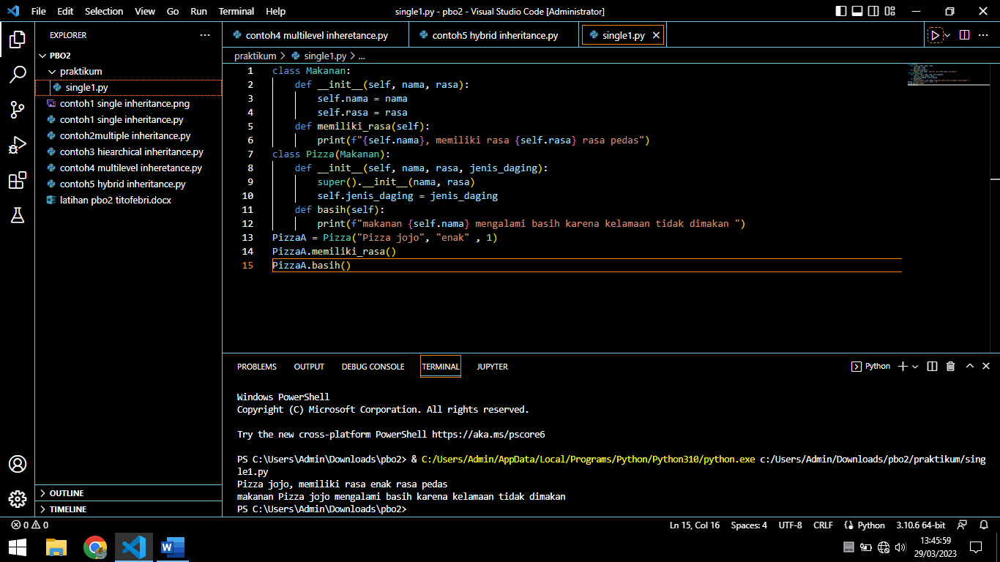 File Edit Selection View Go Run Terminal Help
single1.py - pbo2 - Visual Studio Code [Administrator]
EXPLORER
PBO2
praktikum
single1.py
contoh1 single inheritance.png
contoh1 single inheritance.py
contoh2multiple inheritance.py
contoh3 hiearchical inheritance.py
contoh4 multilevel inheretance.py
contoh5 hybrid inheritance.py
latihan pbo2 titofebri.docx
OUTLINE
TIMELINE
contoh4 multilevel inheretance.py
contoh5 hybrid inheritance.py
single1.py
praktikum > single1.py > ...
1 class Makanan:
2     def __init__(self, nama, rasa):
3         self.nama = nama
4         self.rasa = rasa
5     def memiliki_rasa(self):
6         print(f"{self.nama}, memiliki rasa {self.rasa} rasa pedas")
7 class Pizza(Makanan):
8     def __init__(self, nama, rasa, jenis_daging):
9         super().__init__(nama, rasa)
10         self.jenis_daging = jenis_daging
11     def basih(self):
12         print(f"makanan {self.nama} mengalami basih karena kelamaan tidak dimakan ")
13 PizzaA = Pizza("Pizza jojo", "enak" , 1)
14 PizzaA.memiliki_rasa()
15 PizzaA.basih()
PROBLEMS OUTPUT DEBUG CONSOLE TERMINAL JUPYTER
Python
Windows PowerShell
Copyright (C) Microsoft Corporation. All rights reserved.
Try the new cross-platform PowerShell https://aka.ms/pscore6
PS C:\Users\Admin\Downloads\pbo2> & C:/Users/Admin/AppData/Local/Programs/Python/Python310/python.exe c:/Users/Admin/Downloads/pbo2/praktikum/sing
le1.py
Pizza jojo, memiliki rasa enak rasa pedas
makanan Pizza jojo mengalami basih karena kelamaan tidak dimakan
PS C:\Users\Admin\Downloads\pbo2>
0 0
Ln 15, Col 16 Spaces: 4 UTF-8 CRLF Python 3.10.6 64-bit
13:45:59
29/03/2023